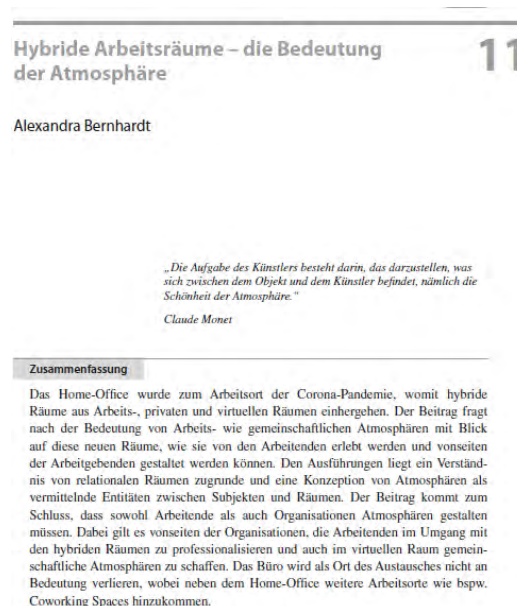 Hybride Arbeitsräume – die Bedeutung
der Atmosphäre
11
Alexandra Bernhardt
„Die Aufgabe des Künstlers besteht darin, das darzustellen, was
sich zwischen dem Objekt und dem Künstler befindet, nämlich die
Schönheit der Atmosphäre.“
Claude Monet
Zusammenfassung
Das Home-Office wurde zum Arbeitsort der Corona-Pandemie, womit hybride
Räume aus Arbeits-, privaten und virtuellen Räumen einhergehen. Der Beitrag fragt
nach der Bedeutung von Arbeits- wie gemeinschaftlichen Atmosphären mit Blick
auf diese neuen Räume, wie sie von den Arbeitenden erlebt werden und vonseiten
der Arbeitgebenden gestaltet werden können. Den Ausführungen liegt ein Verständ-
nis von relationalen Räumen zugrunde und eine Konzeption von Atmosphären als
vermittelnde Entitäten zwischen Subjekten und Räumen. Der Beitrag kommt zum
Schluss, dass sowohl Arbeitende als auch Organisationen Atmosphären gestalten
müssen. Dabei gilt es vonseiten der Organisationen, die Arbeitenden im Umgang mit
den hybriden Räumen zu professionalisieren und auch im virtuellen Raum gemein-
schaftliche Atmosphären zu schaffen. Das Büro wird als Ort des Austausches nicht an
Bedeutung verlieren, wobei neben dem Home-Office weitere Arbeitsorte wie bspw.
Coworking Spaces hinzukommen.